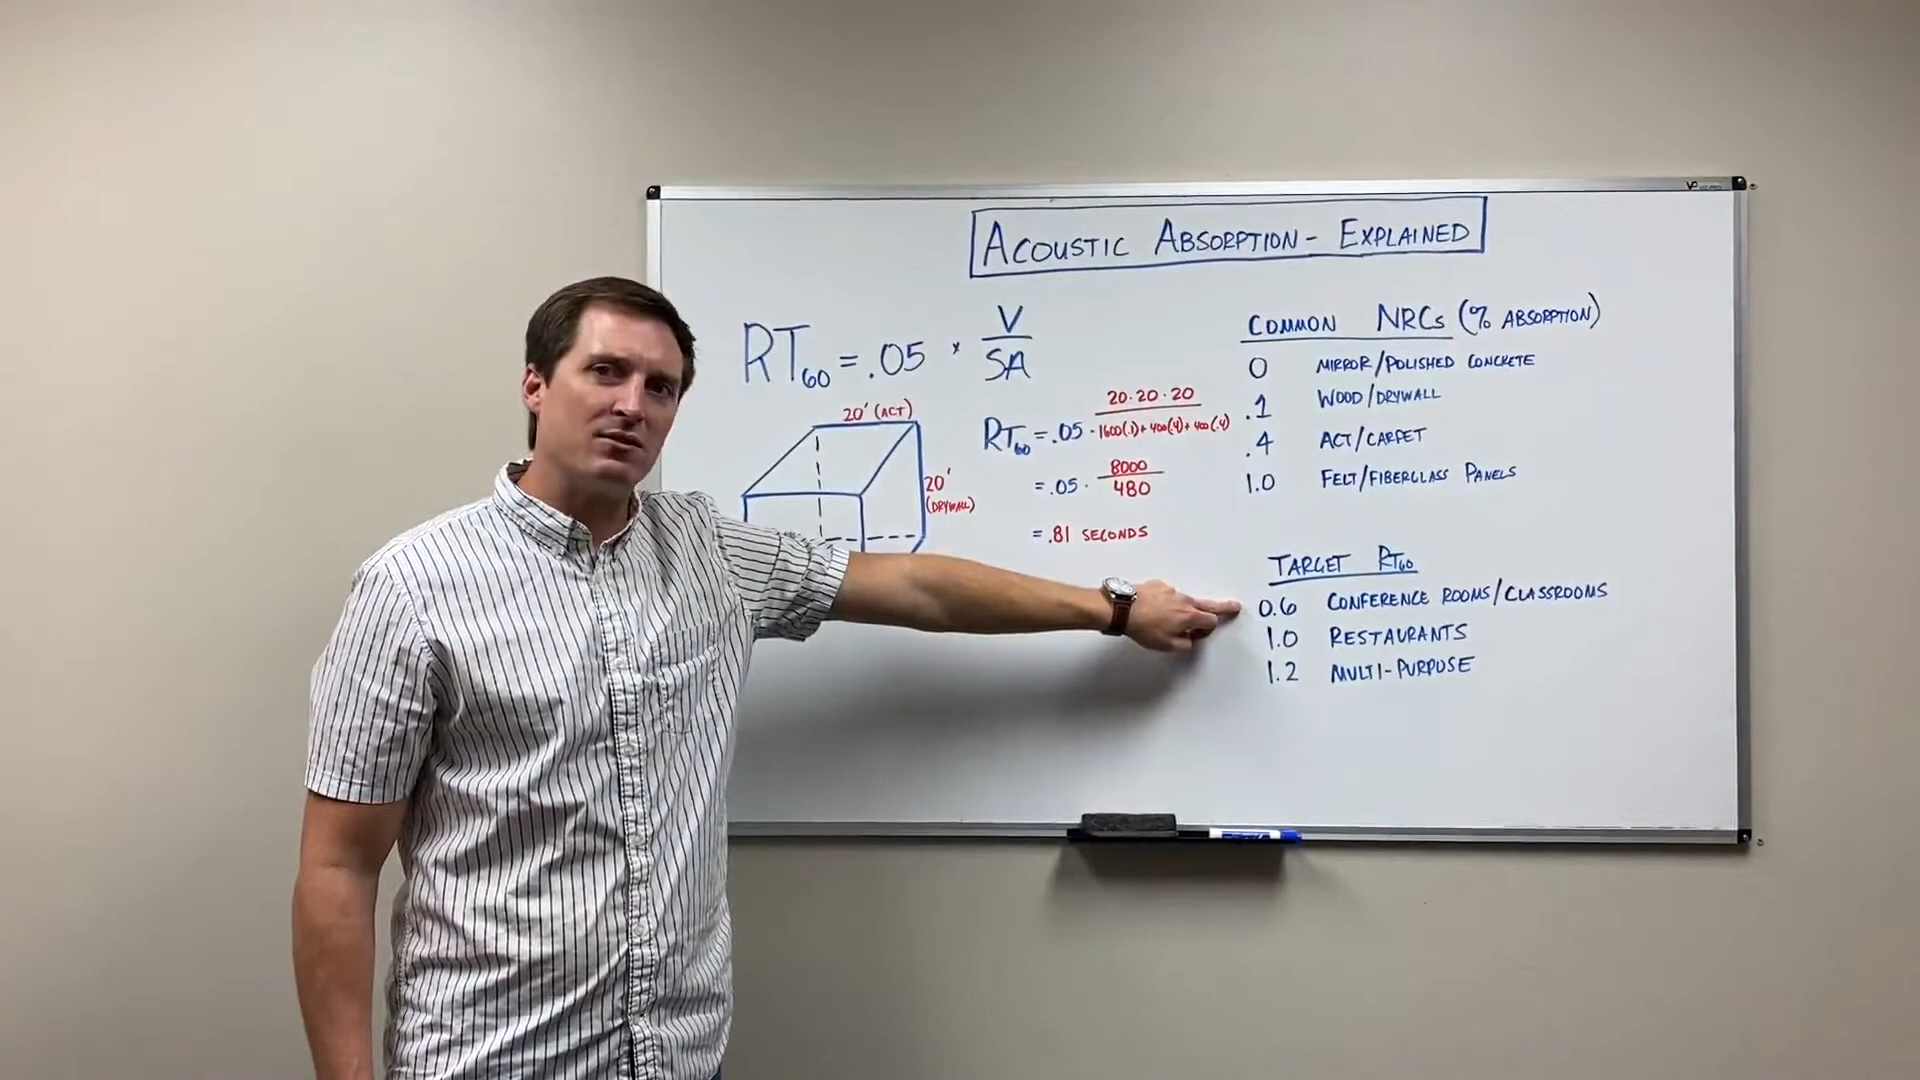 ACOUSTIC ABSORPTION - EXPLAINED
RT60 = .05 * V / SA
20' (ACT)
20'
(DRYWALL)
RT60 = .05 · 20·20·20 / 1600(.1)+400(.4)+400(.4)
= .05 · 8000 / 480
= .81 SECONDS
COMMON NRCS (% ABSORPTION)
0 MIRROR/POLISHED CONCRETE
.1 WOOD/DRYWALL
.4 ACT/CARPET
1.0 FELT/FIBERGLASS PANELS
TARGET RT60
0.6 CONFERENCE ROOMS/CLASSROOMS
1.0 RESTAURANTS
1.2 MULTI-PURPOSE